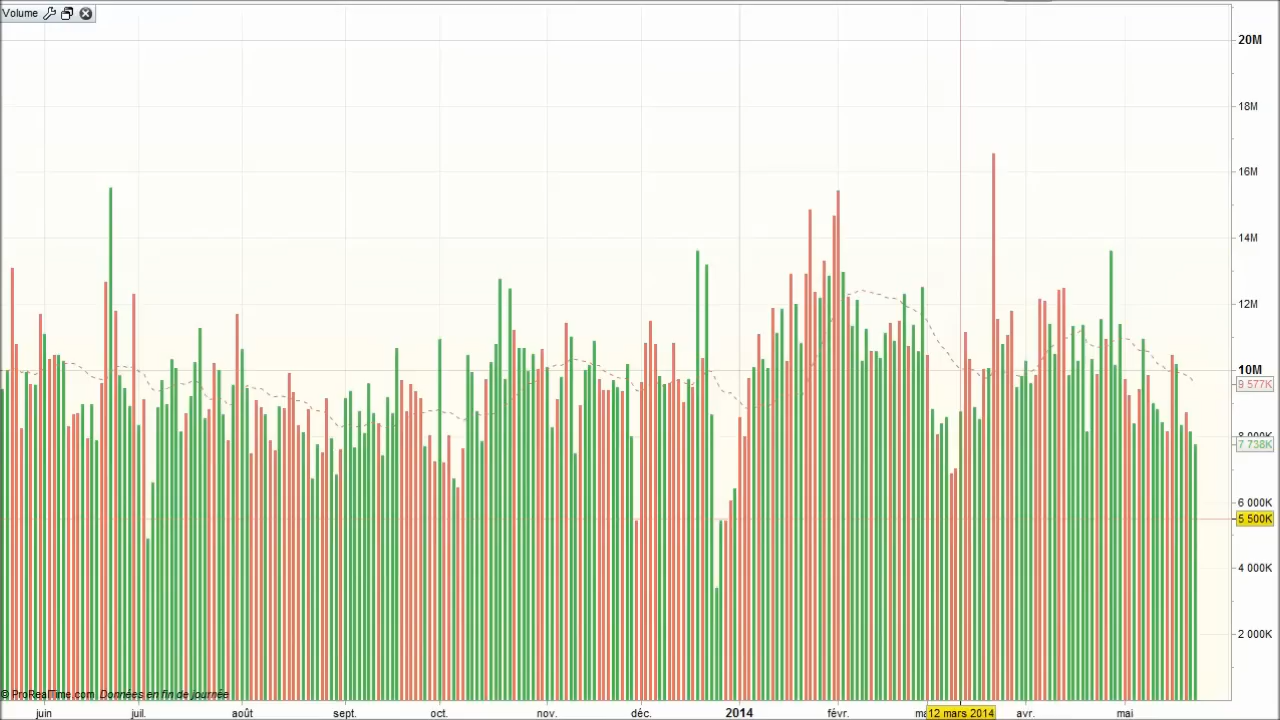 Volume
20M
18M
16M
14M
12M
10M
9 577K
8 000K
7 738K
6 000K
5 500K
4 000K
2 000K
© ProRealTime.com Données en fin de journée
juin juil. août sept. oct. nov. déc. 2014 févr. 12 mars 2014 avr. mai